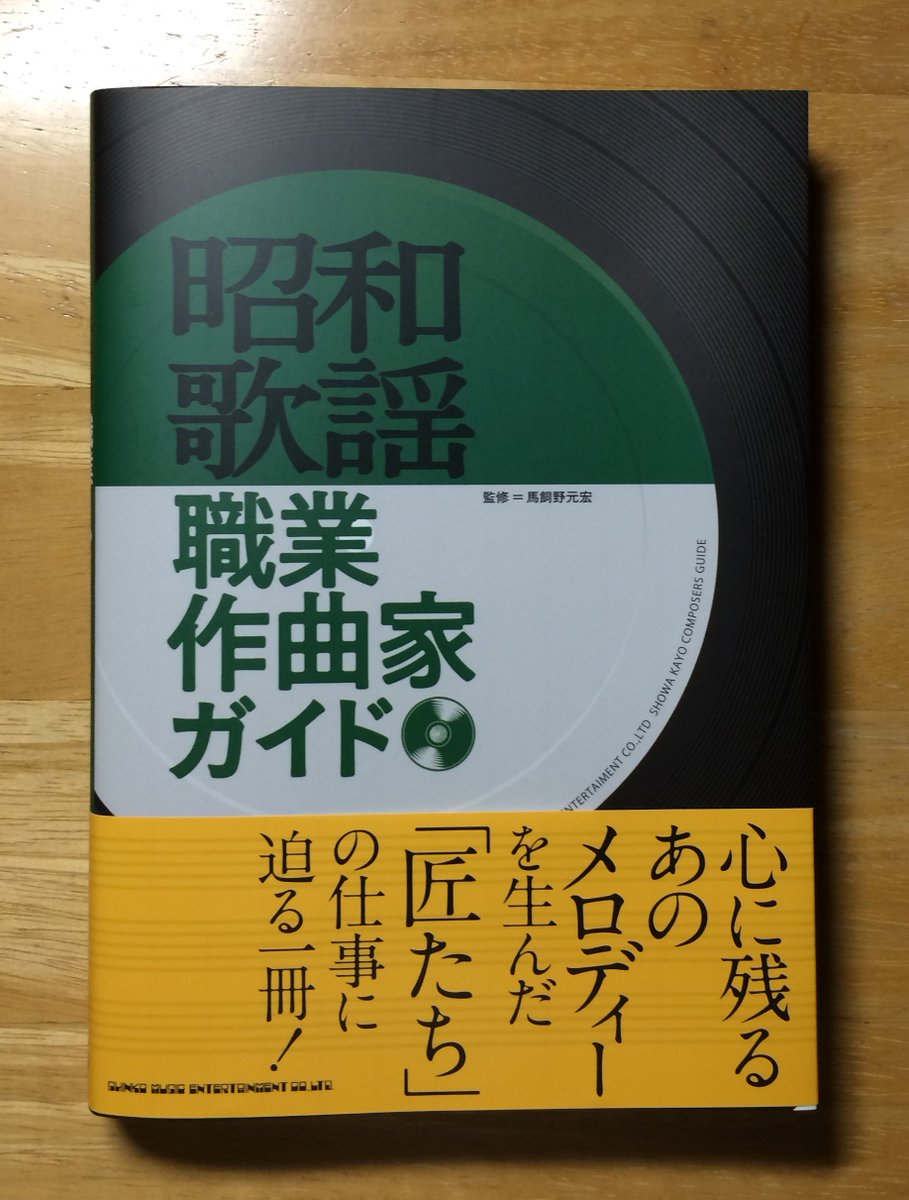 昭和
歌謡
職業
作曲家
ガイド
監修＝馬飼野元宏
ENTERTAIMENT CO.,LTD SHOWA KAYO COMPOSERS GUIDE
心に残る
あの
メロディー
を生んだ
「匠たち」
の仕事に
迫る一冊！
SHINKO MUSIC ENTERTAINMENT CO.,LTD.